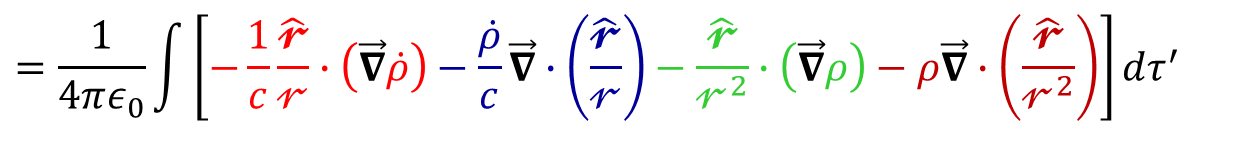 = 1/(4πϵ₀) ∫ [ − (1/c) (𝓇̂/𝓇) · (∇⃗ρ̇) − (ρ̇/c) ∇⃗ · (𝓇̂/𝓇) − (𝓇̂/𝓇²) · (∇⃗ρ) − ρ∇⃗ · (𝓇̂/𝓇²) ] dτ′